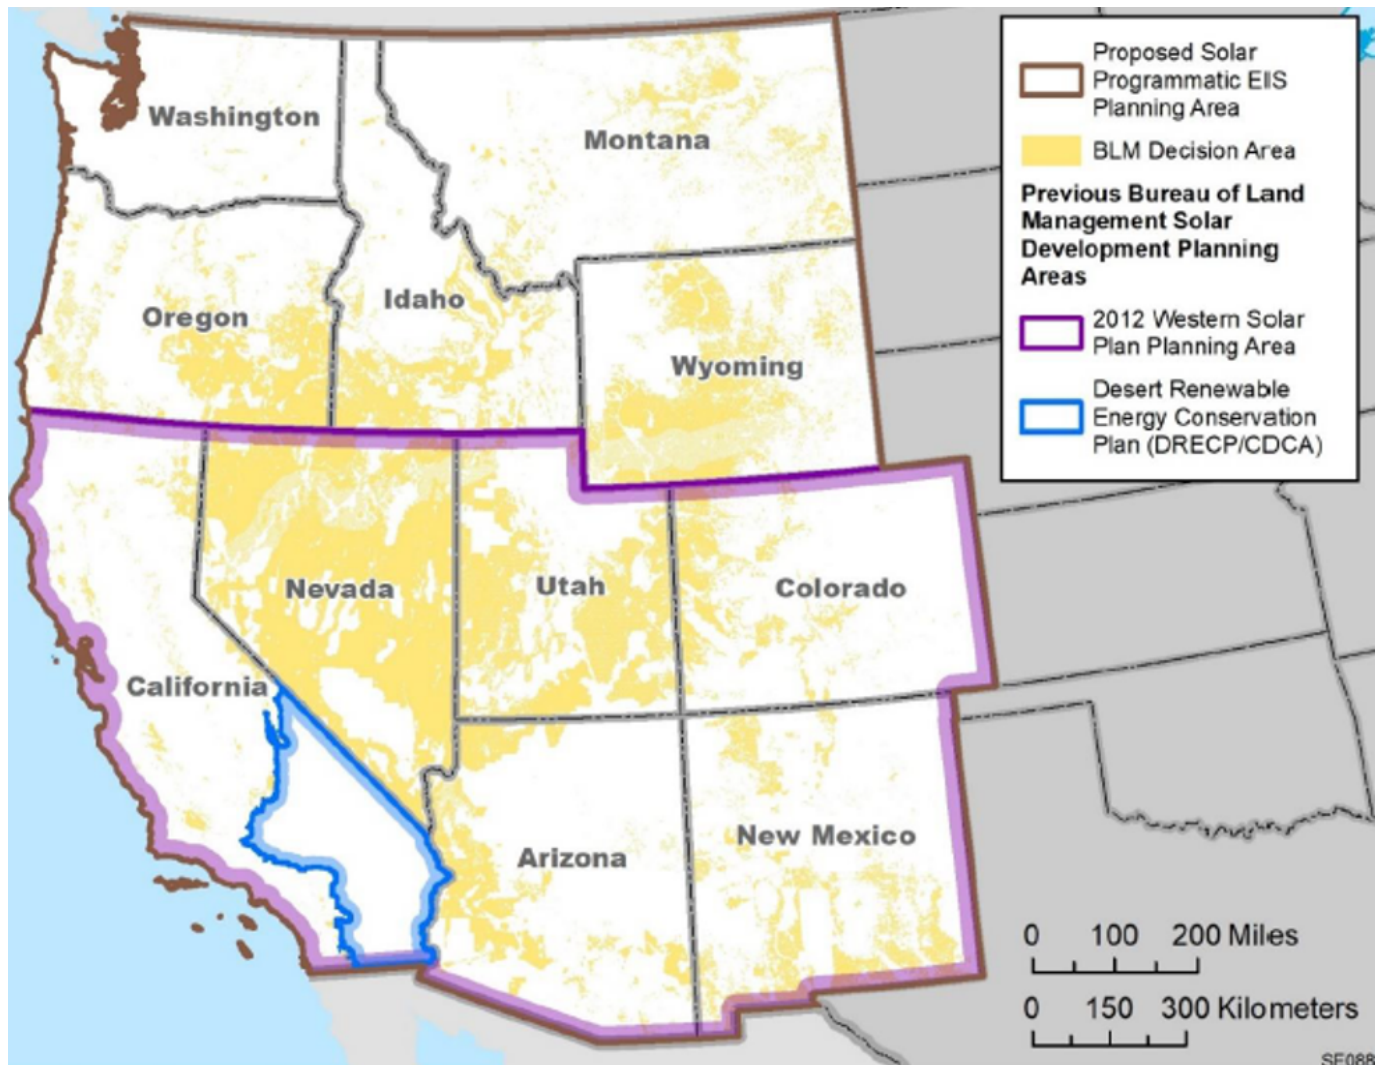 Washington
Montana
Oregon
Idaho
Wyoming
Nevada
Utah
Colorado
California
Arizona
New Mexico
Proposed Solar
Programmatic EIS
Planning Area
BLM Decision Area
Previous Bureau of Land
Management Solar
Development Planning
Areas
2012 Western Solar
Plan Planning Area
Desert Renewable
Energy Conservation
Plan (DRECP/CDCA)
0 100 200 Miles
0 150 300 Kilometers
SE088